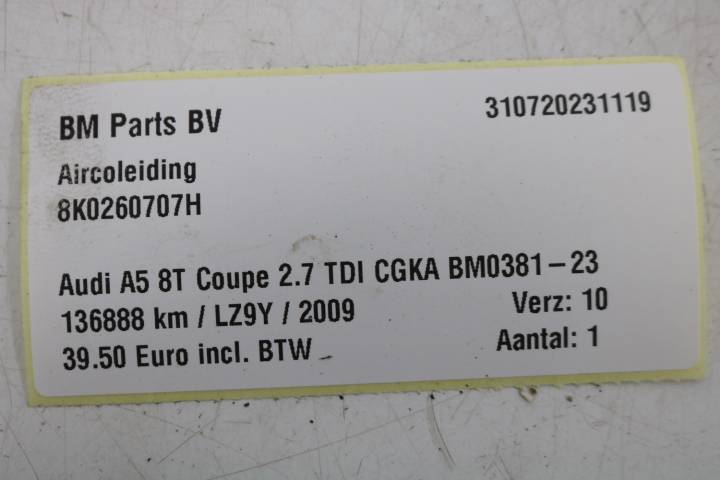 BM Parts BV 310720231119
Aircoleiding
8K0260707H
Audi A5 8T Coupe 2.7 TDI CGKA BM0381-23
136888 km / LZ9Y / 2009 Verz: 10
39.50 Euro incl. BTW Aantal: 1